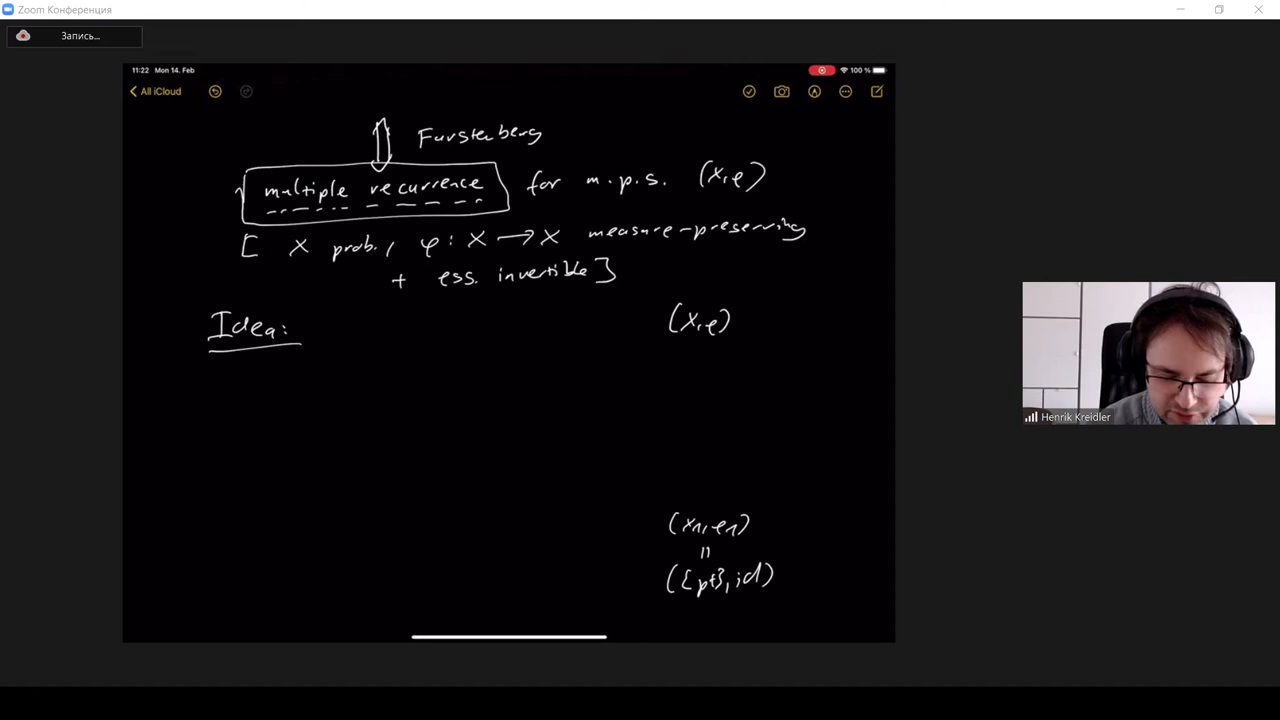 Zoom Конференция
Запись...
11:22 Mon 14. Feb
100 %
All iCloud
Furstenberg
multiple recurrence for m.p.s. (X,φ)
[ X prob., φ: X → X measure-preserving
+ ess. invertible ]
Idea:
(X,φ)
(X1,φ1)
=
({pt}, id)
Henrik Kreidler